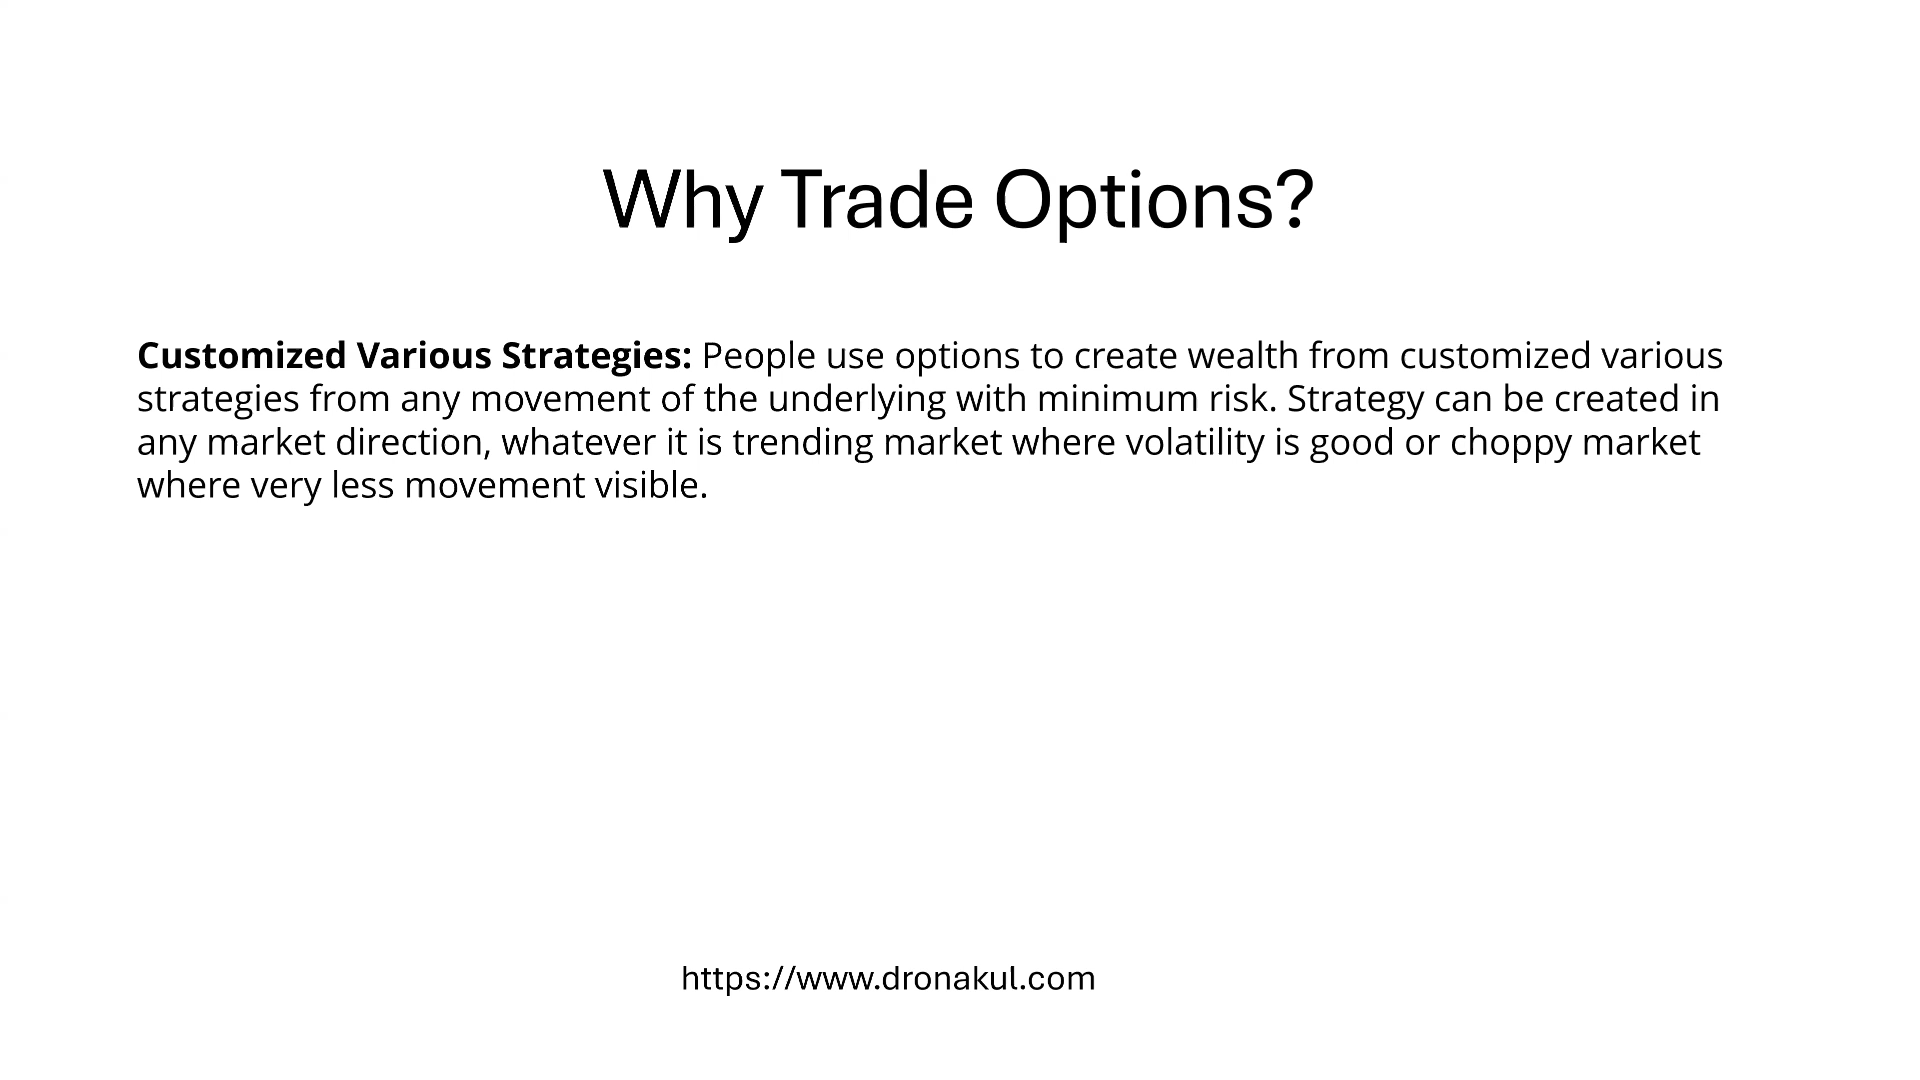 Why Trade Options?
Customized Various Strategies: People use options to create wealth from customized various
strategies from any movement of the underlying with minimum risk. Strategy can be created in
any market direction, whatever it is trending market where volatility is good or choppy market
where very less movement visible.
https://www.dronakul.com